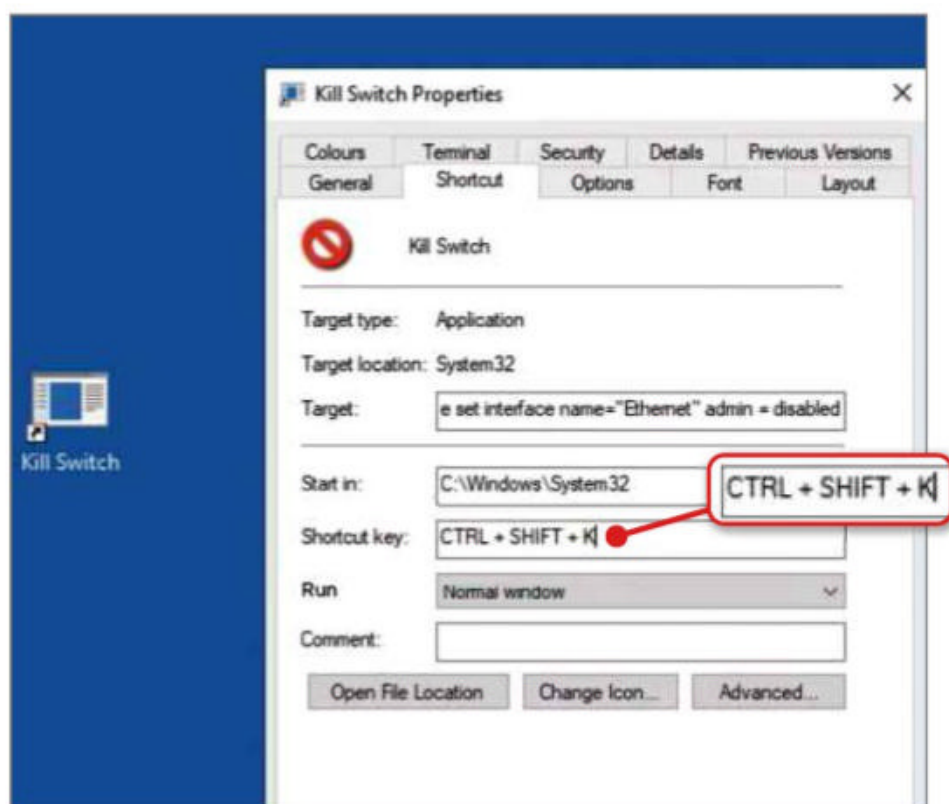 Kill Switch Properties
Colours Terminal Security Details Previous Versions
General Shortcut Options Font Layout
Kill Switch
Target type: Application
Target location: System32
Target: e set interface name="Ethernet" admin = disabled
Kill Switch
Start in: C:\Windows\System32
CTRL + SHIFT + K
Shortcut key: CTRL + SHIFT + K
Run Normal window
Comment:
Open File Location Change Icon... Advanced...